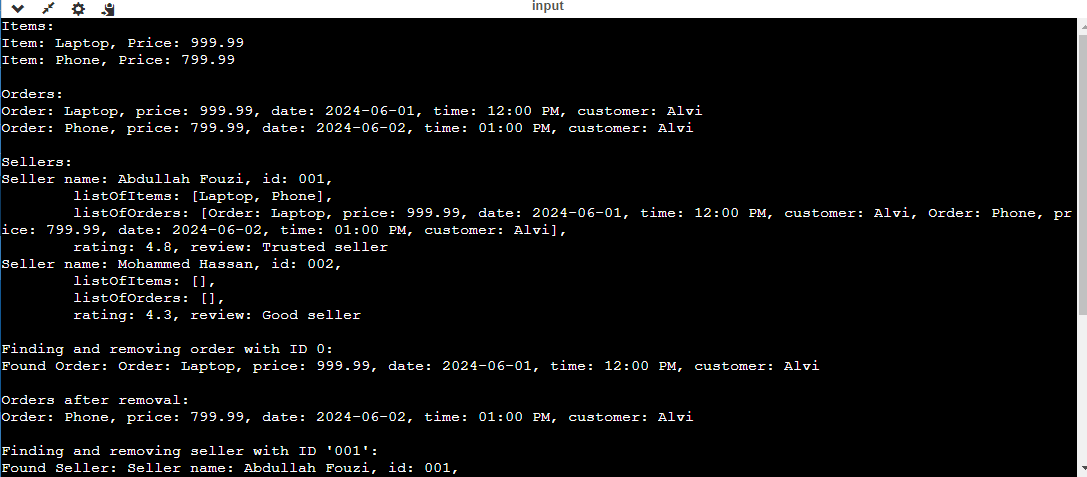 input
Items:
Item: Laptop, Price: 999.99
Item: Phone, Price: 799.99
Orders:
Order: Laptop, price: 999.99, date: 2024-06-01, time: 12:00 PM, customer: Alvi
Order: Phone, price: 799.99, date: 2024-06-02, time: 01:00 PM, customer: Alvi
Sellers:
Seller name: Abdullah Fouzi, id: 001,
listOfItems: [Laptop, Phone],
listOfOrders: [Order: Laptop, price: 999.99, date: 2024-06-01, time: 12:00 PM, customer: Alvi, Order: Phone, pr
ice: 799.99, date: 2024-06-02, time: 01:00 PM, customer: Alvi],
rating: 4.8, review: Trusted seller
Seller name: Mohammed Hassan, id: 002,
listOfItems: [],
listOfOrders: [],
rating: 4.3, review: Good seller
Finding and removing order with ID 0:
Found Order: Order: Laptop, price: 999.99, date: 2024-06-01, time: 12:00 PM, customer: Alvi
Orders after removal:
Order: Phone, price: 799.99, date: 2024-06-02, time: 01:00 PM, customer: Alvi
Finding and removing seller with ID '001':
Found Seller: Seller name: Abdullah Fouzi, id: 001,